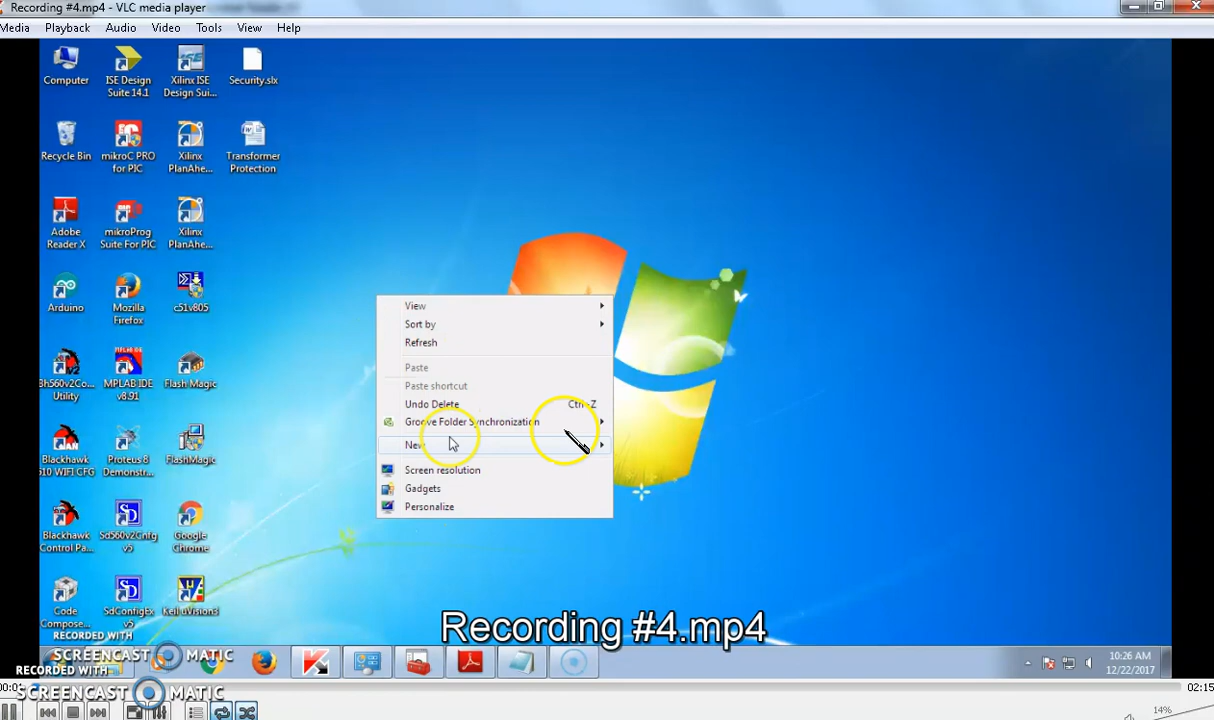 Recording #4.mp4 - VLC media player
Media Playback Audio Video Tools View Help
Computer
ISE Design
Suite 14.1
Xilinx ISE
Design Sui...
Security.slx
Recycle Bin
mikroC PRO
for PIC
Xilinx
PlanAhe...
Transformer
Protection
Adobe
Reader X
mikroProg
Suite For PIC
Xilinx
PlanAhe...
Arduino
Mozilla
Firefox
c51v805
Bh560v2Co...
Utility
MPLAB IDE
v8.91
Flash Magic
Blackhawk
510 WIFI CFG
Proteus 8
Demonstr...
FlashMagic
Blackhawk
Control Pa...
Sd560v2Cnfg
v5
Google
Chrome
Code
Compose...
SdConfigEx
v5
Keil uVision3
View
Sort by
Refresh
Paste
Paste shortcut
Undo Delete Ctrl+Z
Groove Folder Synchronization
New
Screen resolution
Gadgets
Personalize
Recording #4.mp4
RECORDED WITH
SCREENCAST MATIC
10:26 AM
12/22/2017
RECORDED WITH
SCREENCAST MATIC
02:15
14%